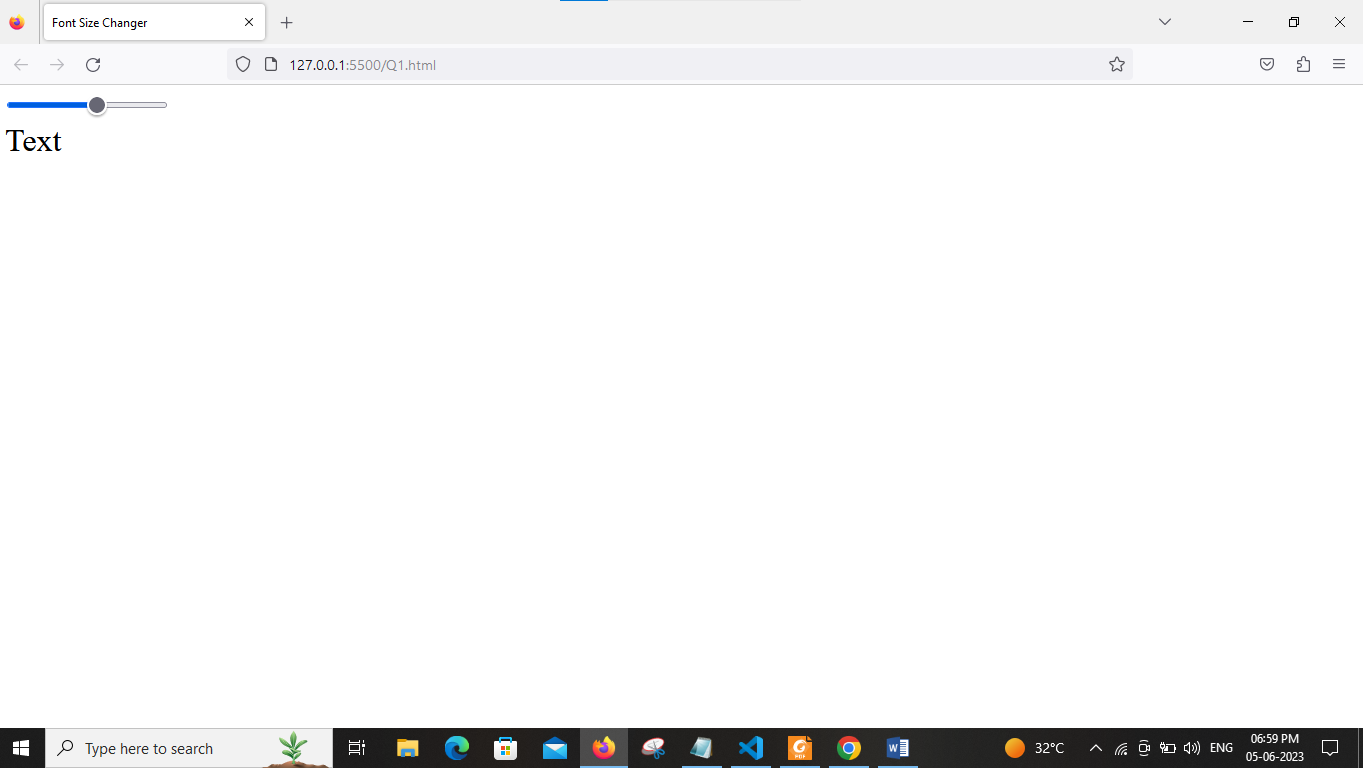 Font Size Changer
127.0.0.1:5500/Q1.html
Text
Type here to search
PDF
W
32°C
ENG
06:59 PM
05-06-2023